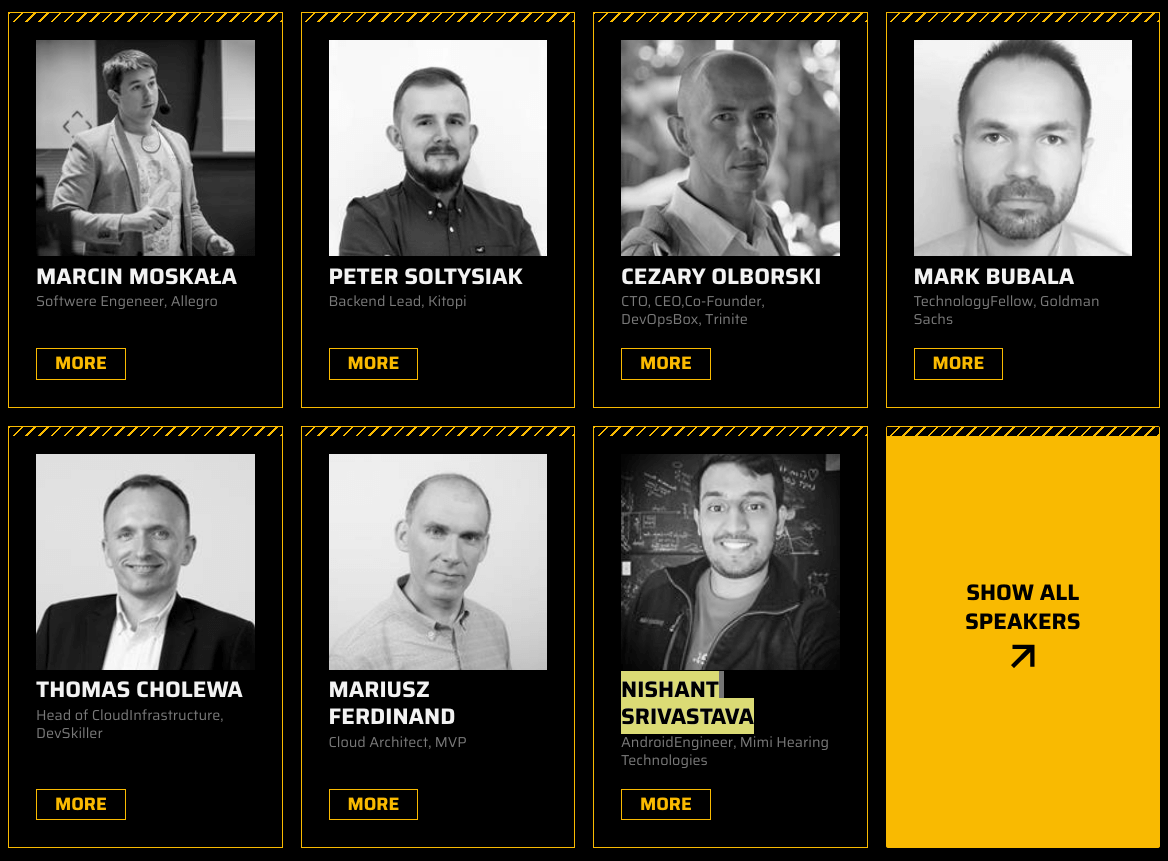 MARCIN MOSKAŁA
Softwere Engeneer, Allegro
MORE
PETER SOLTYSIAK
Backend Lead, Kitopi
MORE
CEZARY OLBORSKI
CTO, CEO,Co-Founder,
DevOpsBox, Trinite
MORE
MARK BUBALA
TechnologyFellow, Goldman
Sachs
MORE
THOMAS CHOLEWA
Head of CloudInfrastructure,
DevSkiller
MORE
MARIUSZ
FERDINAND
Cloud Architect, MVP
MORE
NISHANT
SRIVASTAVA
AndroidEngineer, Mimi Hearing
Technologies
MORE
SHOW ALL
SPEAKERS